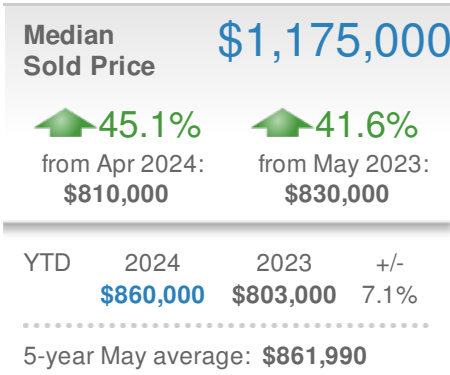 Median $1,175,000
Sold Price
45.1% 41.6%
from Apr 2024: from May 2023:
$810,000 $830,000
YTD 2024 2023 +/-
$860,000 $803,000 7.1%
5-year May average: $861,990